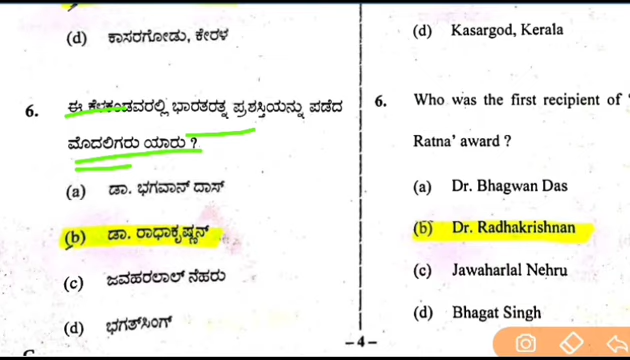 (d) ಕಾಸರಗೋಡು, ಕೇರಳ
6. ಈ ಕೆಳಕಂಡವರಲ್ಲಿ ಭಾರತರತ್ನ ಪ್ರಶಸ್ತಿಯನ್ನು ಪಡೆದ
ಮೊದಲಿಗರು ಯಾರು ?
(a) ಡಾ. ಭಗವಾನ್ ದಾಸ್
(b) ಡಾ. ರಾಧಾಕೃಷ್ಣನ್
(c) ಜವಹರಲಾಲ್ ನೆಹರು
(d) ಭಗತ್‌ಸಿಂಗ್
(d) Kasargod, Kerala
6. Who was the first recipient of '
Ratna' award ?
(a) Dr. Bhagwan Das
(b) Dr. Radhakrishnan
(c) Jawaharlal Nehru
(d) Bhagat Singh
–4–